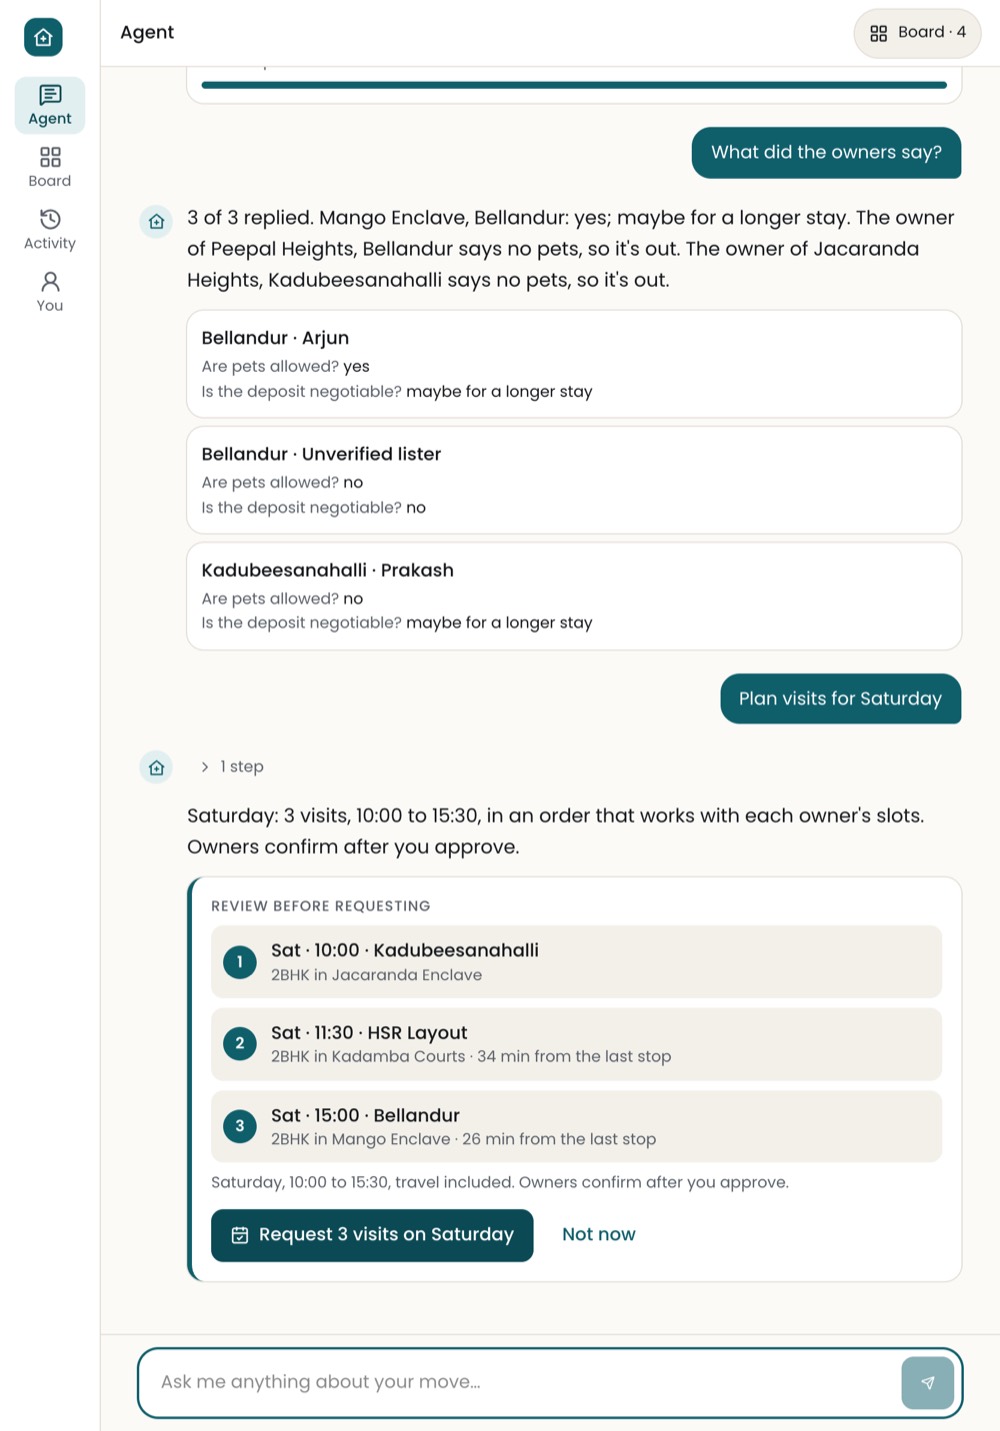 Agent
Board · 4
Agent
Board
Activity
You
What did the owners say?
3 of 3 replied. Mango Enclave, Bellandur: yes; maybe for a longer stay. The owner
of Peepal Heights, Bellandur says no pets, so it's out. The owner of Jacaranda
Heights, Kadubeesanahalli says no pets, so it's out.
Bellandur · Arjun
Are pets allowed? yes
Is the deposit negotiable? maybe for a longer stay
Bellandur · Unverified lister
Are pets allowed? no
Is the deposit negotiable? no
Kadubeesanahalli · Prakash
Are pets allowed? no
Is the deposit negotiable? maybe for a longer stay
Plan visits for Saturday
1 step
Saturday: 3 visits, 10:00 to 15:30, in an order that works with each owner's slots.
Owners confirm after you approve.
REVIEW BEFORE REQUESTING
1
Sat · 10:00 · Kadubeesanahalli
2BHK in Jacaranda Enclave
2
Sat · 11:30 · HSR Layout
2BHK in Kadamba Courts · 34 min from the last stop
3
Sat · 15:00 · Bellandur
2BHK in Mango Enclave · 26 min from the last stop
Saturday, 10:00 to 15:30, travel included. Owners confirm after you approve.
Request 3 visits on Saturday
Not now
Ask me anything about your move...